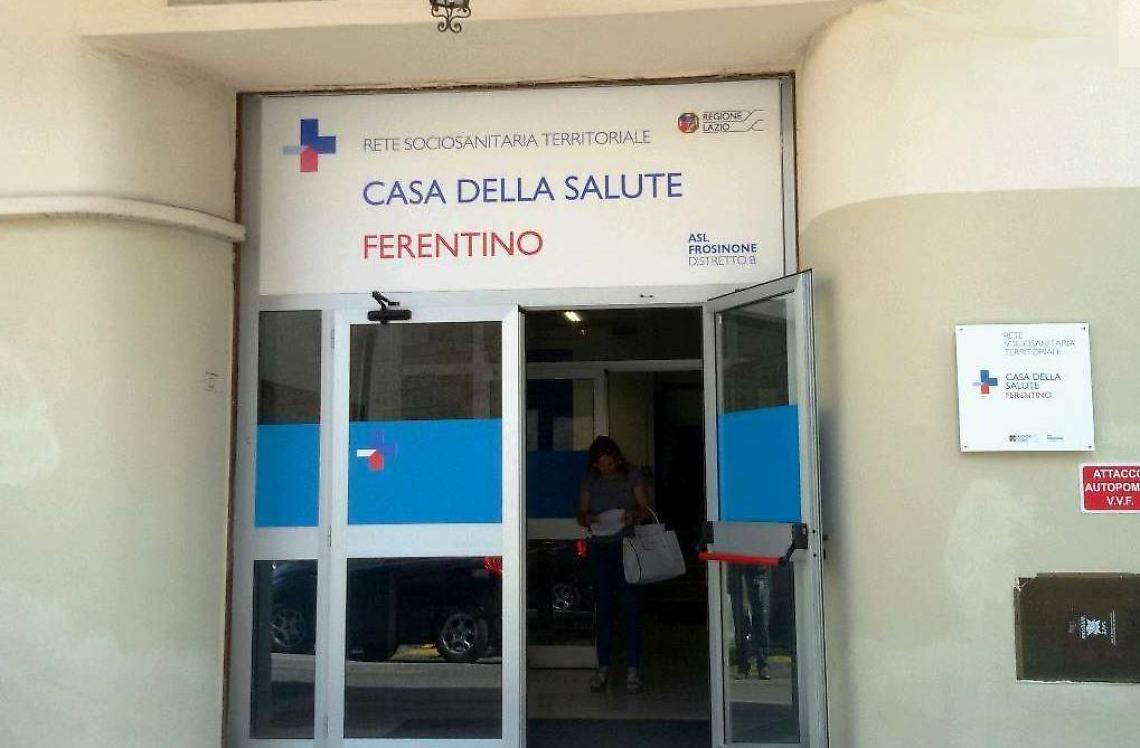 RETE SOCIOSANITARIA TERRITORIALE
REGIONE
LAZIO
CASA DELLA SALUTE
FERENTINO
ASL
FROSINONE
DISTRETTO B
RETE
SOCIOSANITARIA
TERRITORIALE
CASA DELLA
SALUTE
FERENTINO
ATTACCO
AUTOPOM
V.V.F.